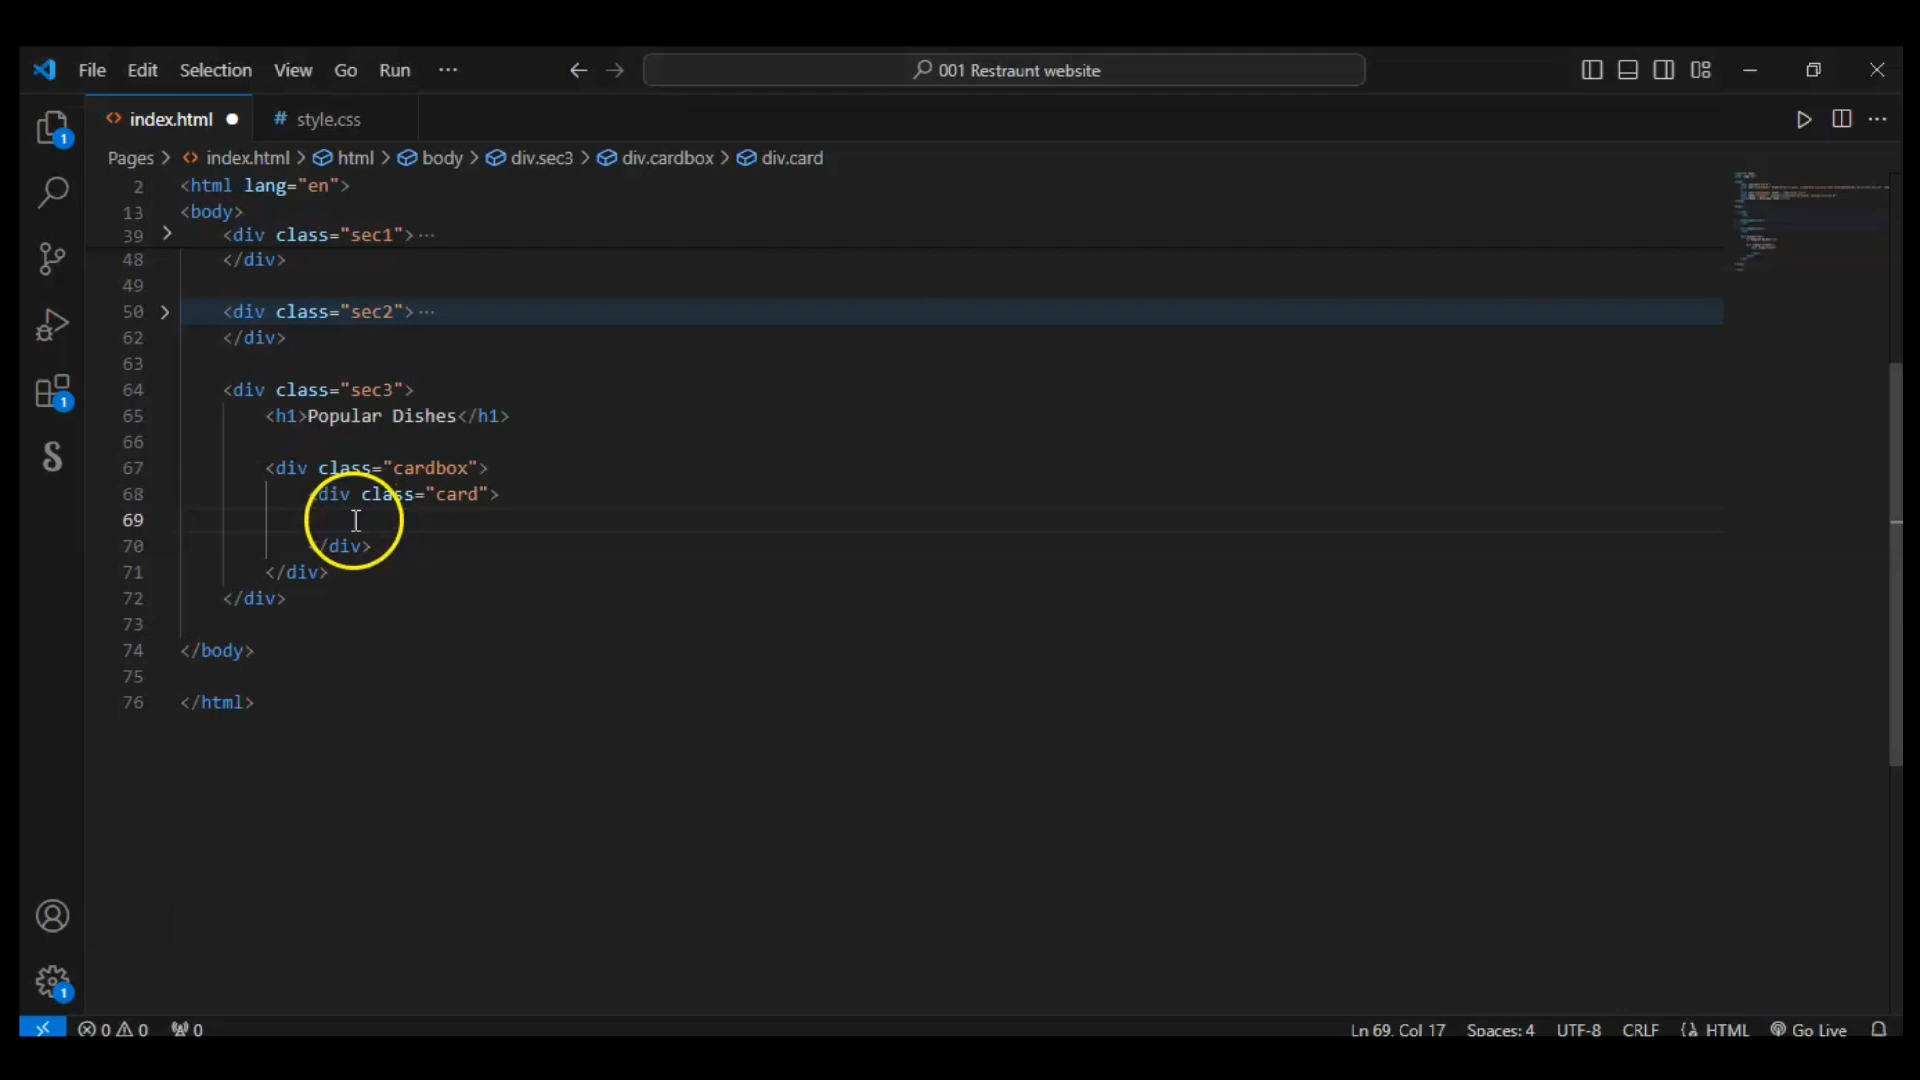 File Edit Selection View Go Run ··· 001 Restraunt website
index.html style.css
1
Pages > index.html > html > body > div.sec3 > div.cardbox > div.card
2 <html lang="en">
13 <body>
39 <div class="sec1">···
48 </div>
49
50 <div class="sec2">···
62 </div>
63
64 <div class="sec3">
65 <h1>Popular Dishes</h1>
66
67 <div class="cardbox">
68 <div class="card">
69
70 </div>
71 </div>
72 </div>
73
74 </body>
75
76 </html>
1
1
0 0 0 Ln 69, Col 17 Spaces: 4 UTF-8 CRLF HTML Go Live